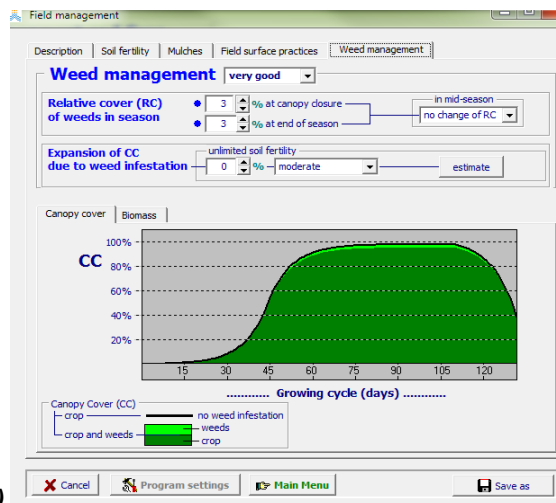 Field management
Description Soil fertility Mulches Field surface practices Weed management
Weed management very good
Relative cover (RC) 3 % at canopy closure in mid-season
of weeds in season 3 % at end of season no change of RC
Expansion of CC unlimited soil fertility
due to weed infestation 0 % moderate estimate
Canopy cover Biomass
CC
100%
80%
60%
40%
20%
15 30 45 60 75 90 105 120
............ Growing cycle (days) ............
Canopy Cover (CC)
crop no weed infestation
crop and weeds weeds
crop
Cancel Program settings Main Menu Save as
)